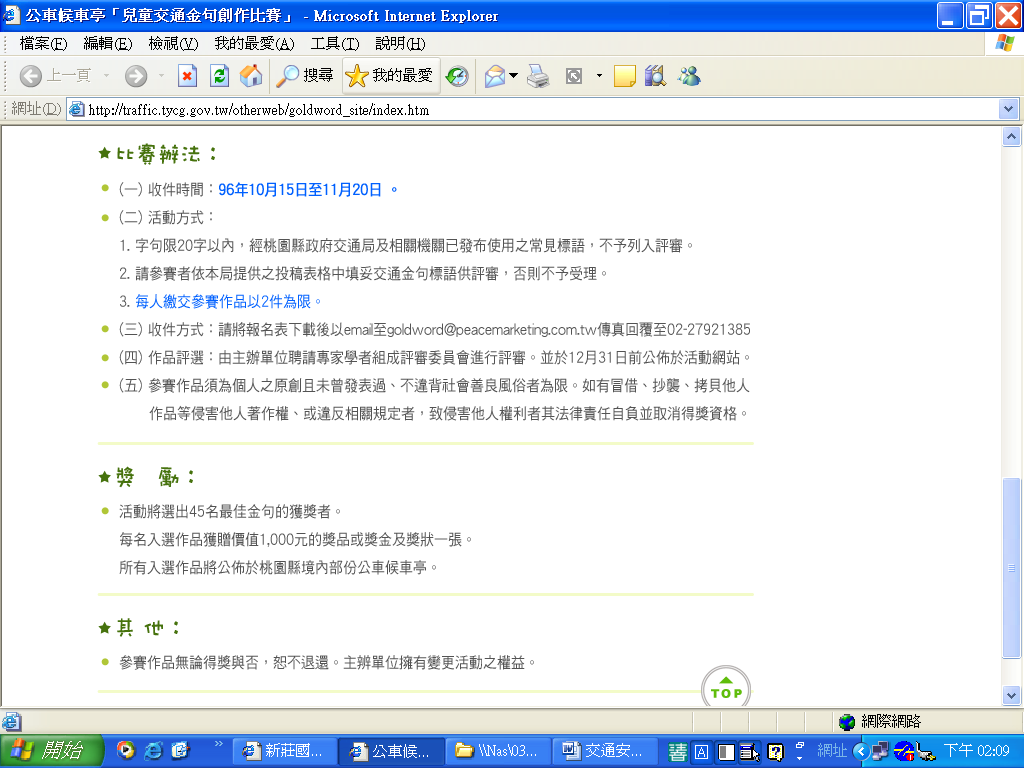 公車候車亭「兒童交通金句創作比賽」 - Microsoft Internet Explorer
檔案(F) 編輯(E) 檢視(V) 我的最愛(A) 工具(T) 說明(H)
上一頁 搜尋 我的最愛
網址(D) http://traffic.tycg.gov.tw/otherweb/goldword_site/index.htm
★比賽辦法：
(一) 收件時間：96年10月15日至11月20日 。
(二) 活動方式：
1. 字句限20字以內，經桃園縣政府交通局及相關機關已發布使用之常見標語，不予列入評審。
2. 請參賽者依本局提供之投稿表格中填妥交通金句標語供評審，否則不予受理。
3. 每人繳交參賽作品以2件為限。
(三) 收件方式：請將報名表下載後以email至goldword@peacemarketing.com.tw傳真回覆至02-27921385
(四) 作品評選：由主辦單位聘請專家學者組成評審委員會進行評審。並於12月31日前公佈於活動網站。
(五) 參賽作品須為個人之原創且未曾發表過、不違背社會善良風俗者為限。如有冒借、抄襲、拷貝他人
作品等侵害他人著作權、或違反相關規定者，致侵害他人權利者其法律責任自負並取消得獎資格。
★獎 勵：
活動將選出45名最佳金句的獲獎者。
每名入選作品獲贈價值1,000元的獎品或獎金及獎狀一張。
所有入選作品將公佈於桃園縣境內部份公車候車亭。
★其 他：
參賽作品無論得獎與否，恕不退還。主辦單位擁有變更活動之權益。
TOP
網際網路
開始 » 新莊國... 公車候... \\Nas\03... 交通安... A 網址 下午 02:09